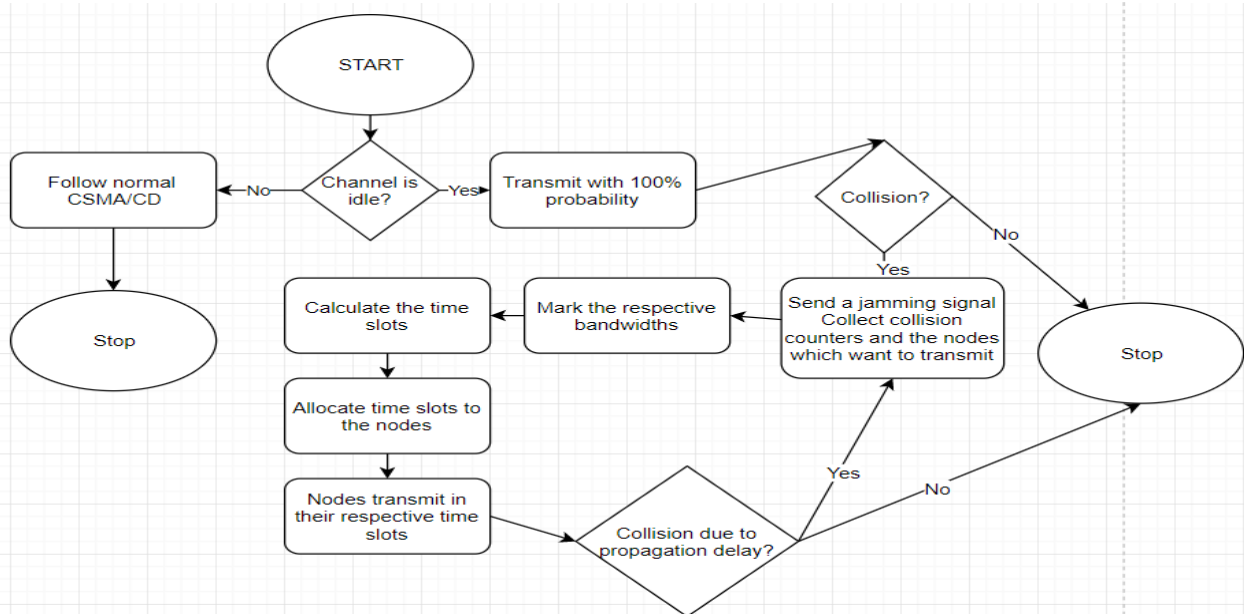 START
Follow normal
CSMA/CD
No
Channel is
idle?
Yes
Transmit with 100%
probability
Collision?
No
Yes
Calculate the time
slots
Mark the respective
bandwidths
Send a jamming signal
Collect collision
counters and the nodes
which want to transmit
Stop
Stop
Allocate time slots to
the nodes
Nodes transmit in
their respective time
slots
Collision due to
propagation delay?
Yes
No